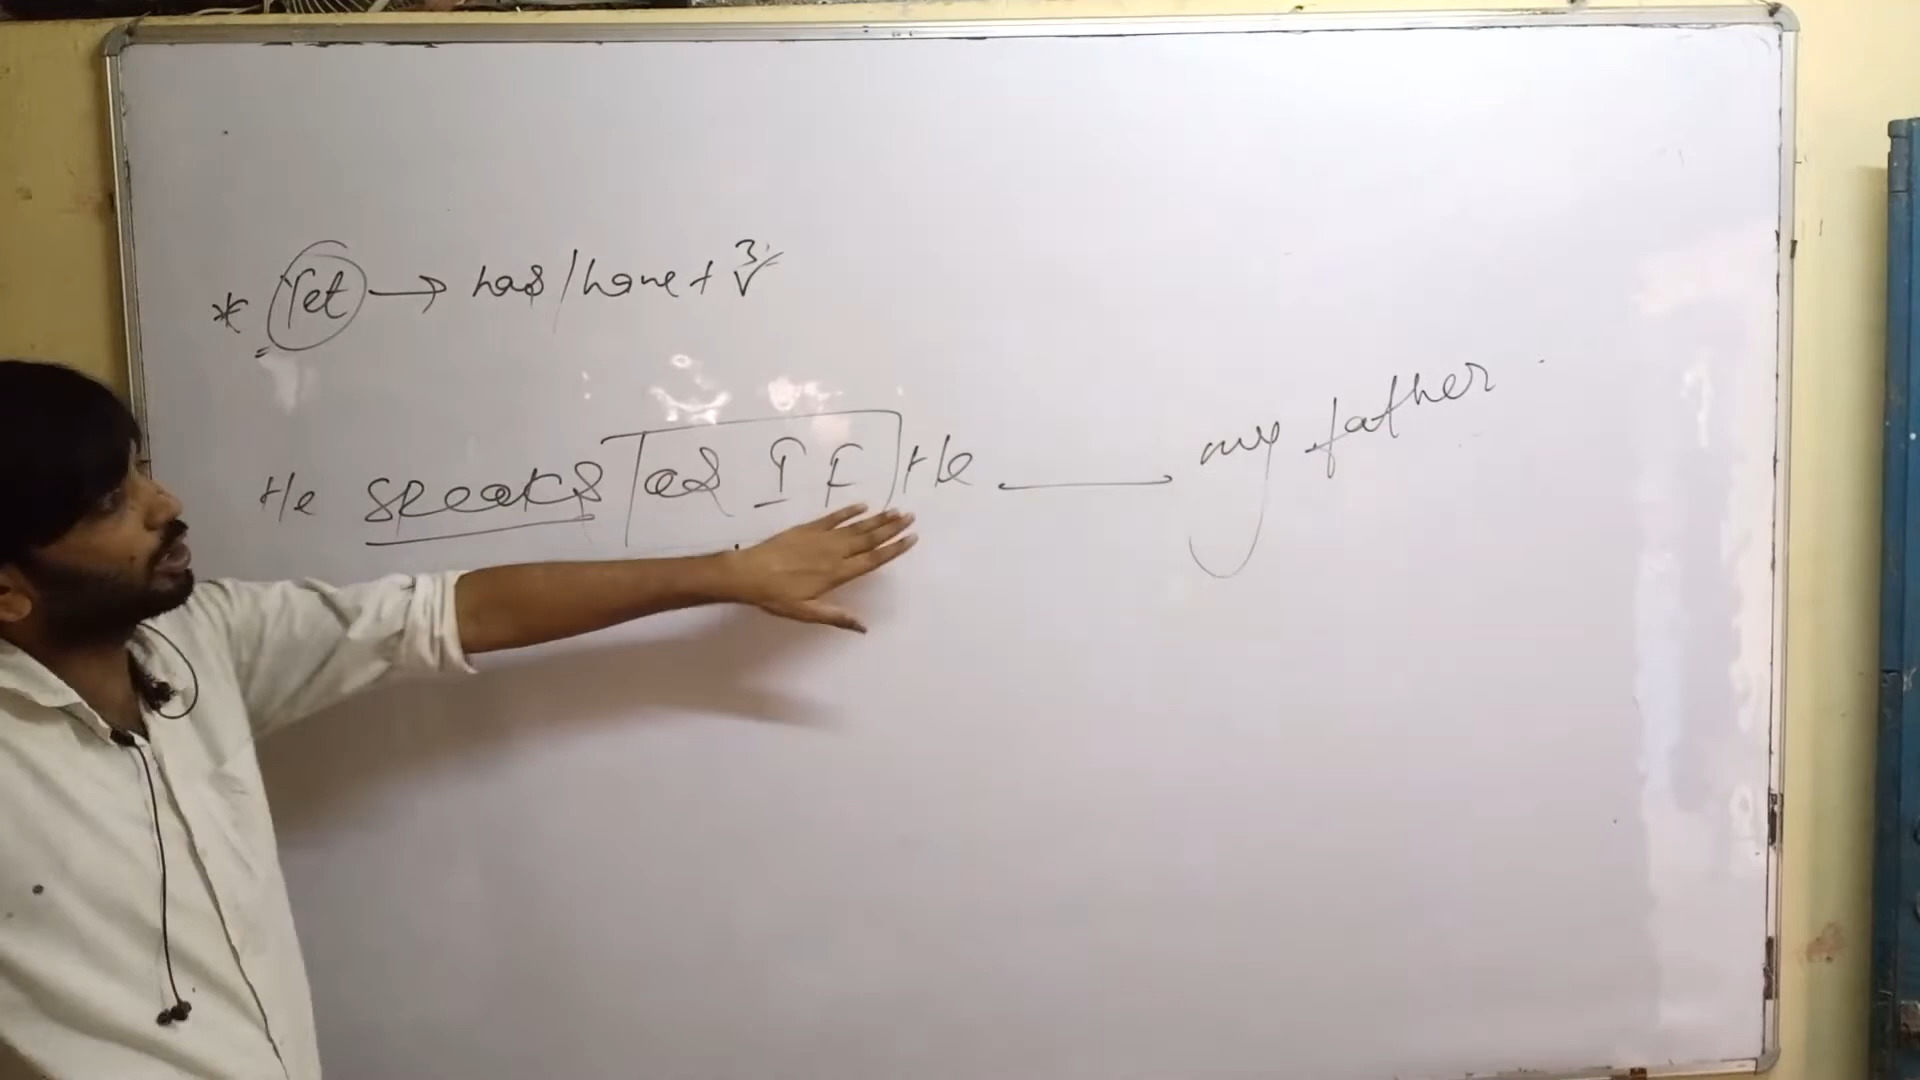 * Yet → has/have + V3
He speaks as IF He ____ my father